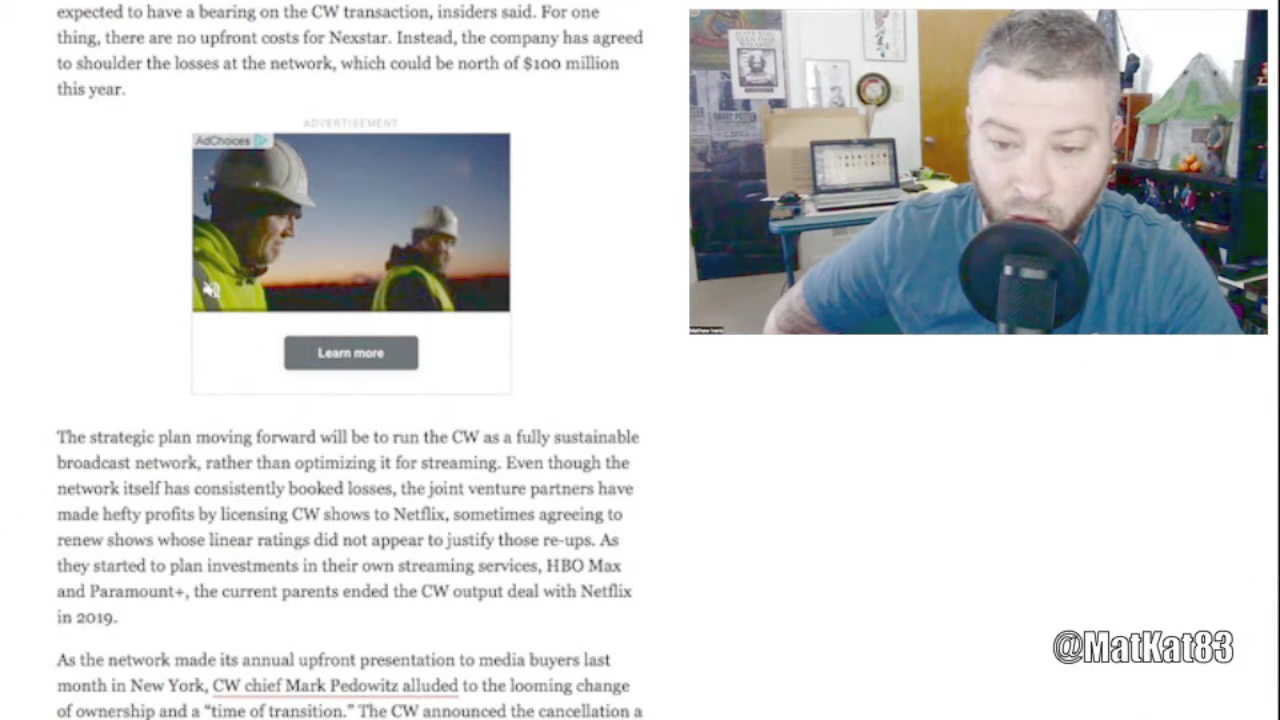 expected to have a bearing on the CW transaction, insiders said. For one
thing, there are no upfront costs for Nexstar. Instead, the company has agreed
to shoulder the losses at the network, which could be north of $100 million
this year.
ADVERTISEMENT
AdChoices
Learn more
The strategic plan moving forward will be to run the CW as a fully sustainable
broadcast network, rather than optimizing it for streaming. Even though the
network itself has consistently booked losses, the joint venture partners have
made hefty profits by licensing CW shows to Netflix, sometimes agreeing to
renew shows whose linear ratings did not appear to justify those re-ups. As
they started to plan investments in their own streaming services, HBO Max
and Paramount+, the current parents ended the CW output deal with Netflix
in 2019.
As the network made its annual upfront presentation to media buyers last
month in New York, CW chief Mark Pedowitz alluded to the looming change
of ownership and a “time of transition.” The CW announced the cancellation a
@MatKat83